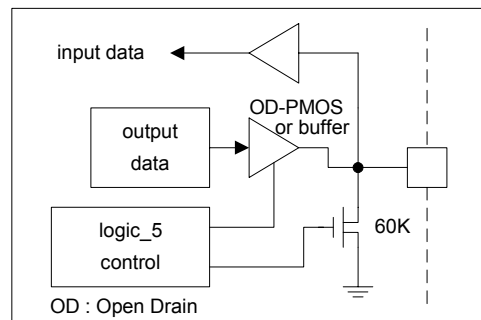 input data
OD-PMOS
or buffer
output
data
logic_5
control
60K
OD : Open Drain